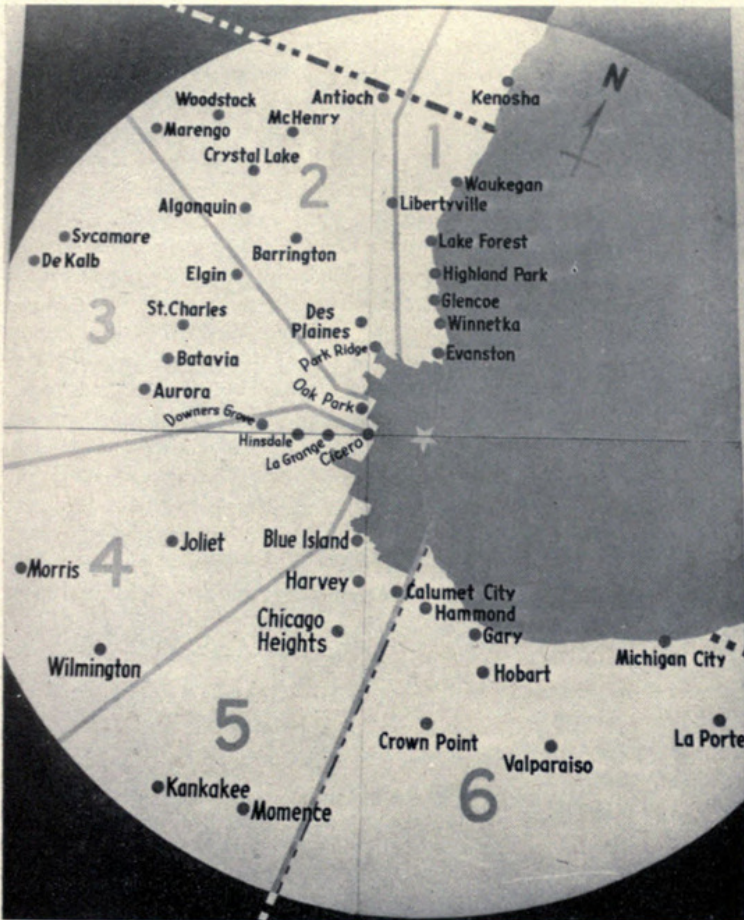 N
Kenosha
Antioch
Woodstock
McHenry
Marengo
1
Crystal Lake
2
Waukegan
Libertyville
Algonquin
Sycamore
Lake Forest
Barrington
De Kalb
Elgin
Highland Park
Glencoe
St. Charles
3
Des
Plaines
Winnetka
Park Ridge
Evanston
Batavia
Aurora
Oak Park
Downers Grove
Hinsdale
La Grange
Cicero
Joliet
Blue Island
4
Morris
Harvey
Calumet City
Hammond
Chicago
Heights
Gary
Michigan City
Wilmington
Hobart
5
Crown Point
La Porte
Valparaiso
Kankakee
6
Momence